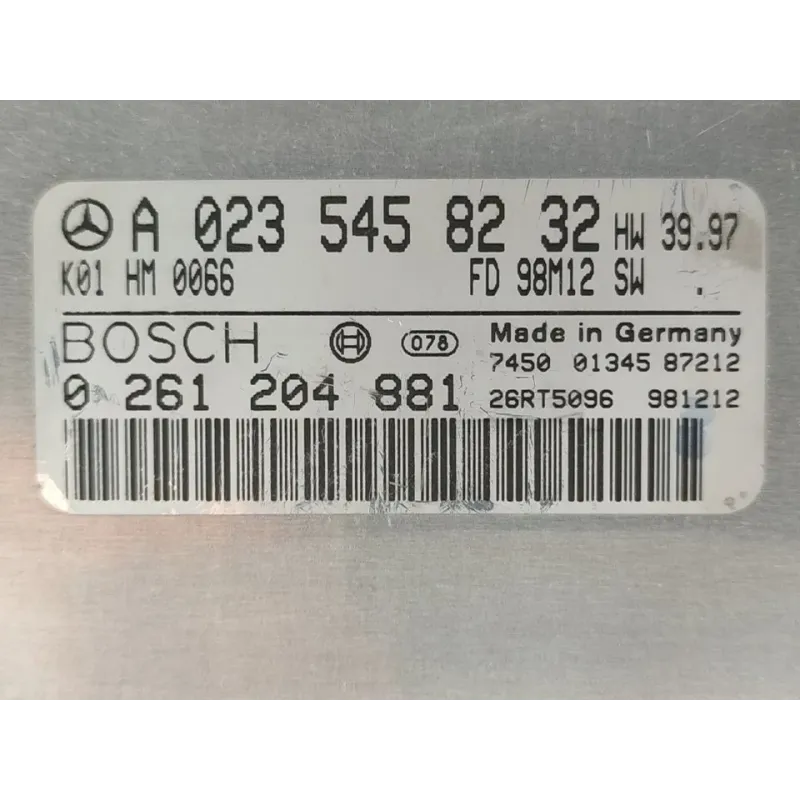 A 023 545 82 32 HW 39.97
K01 HM 0066 FD 98M12 SW .
BOSCH 078 Made in Germany
7450 01345 87212
0 261 204 881 26RT5096 981212